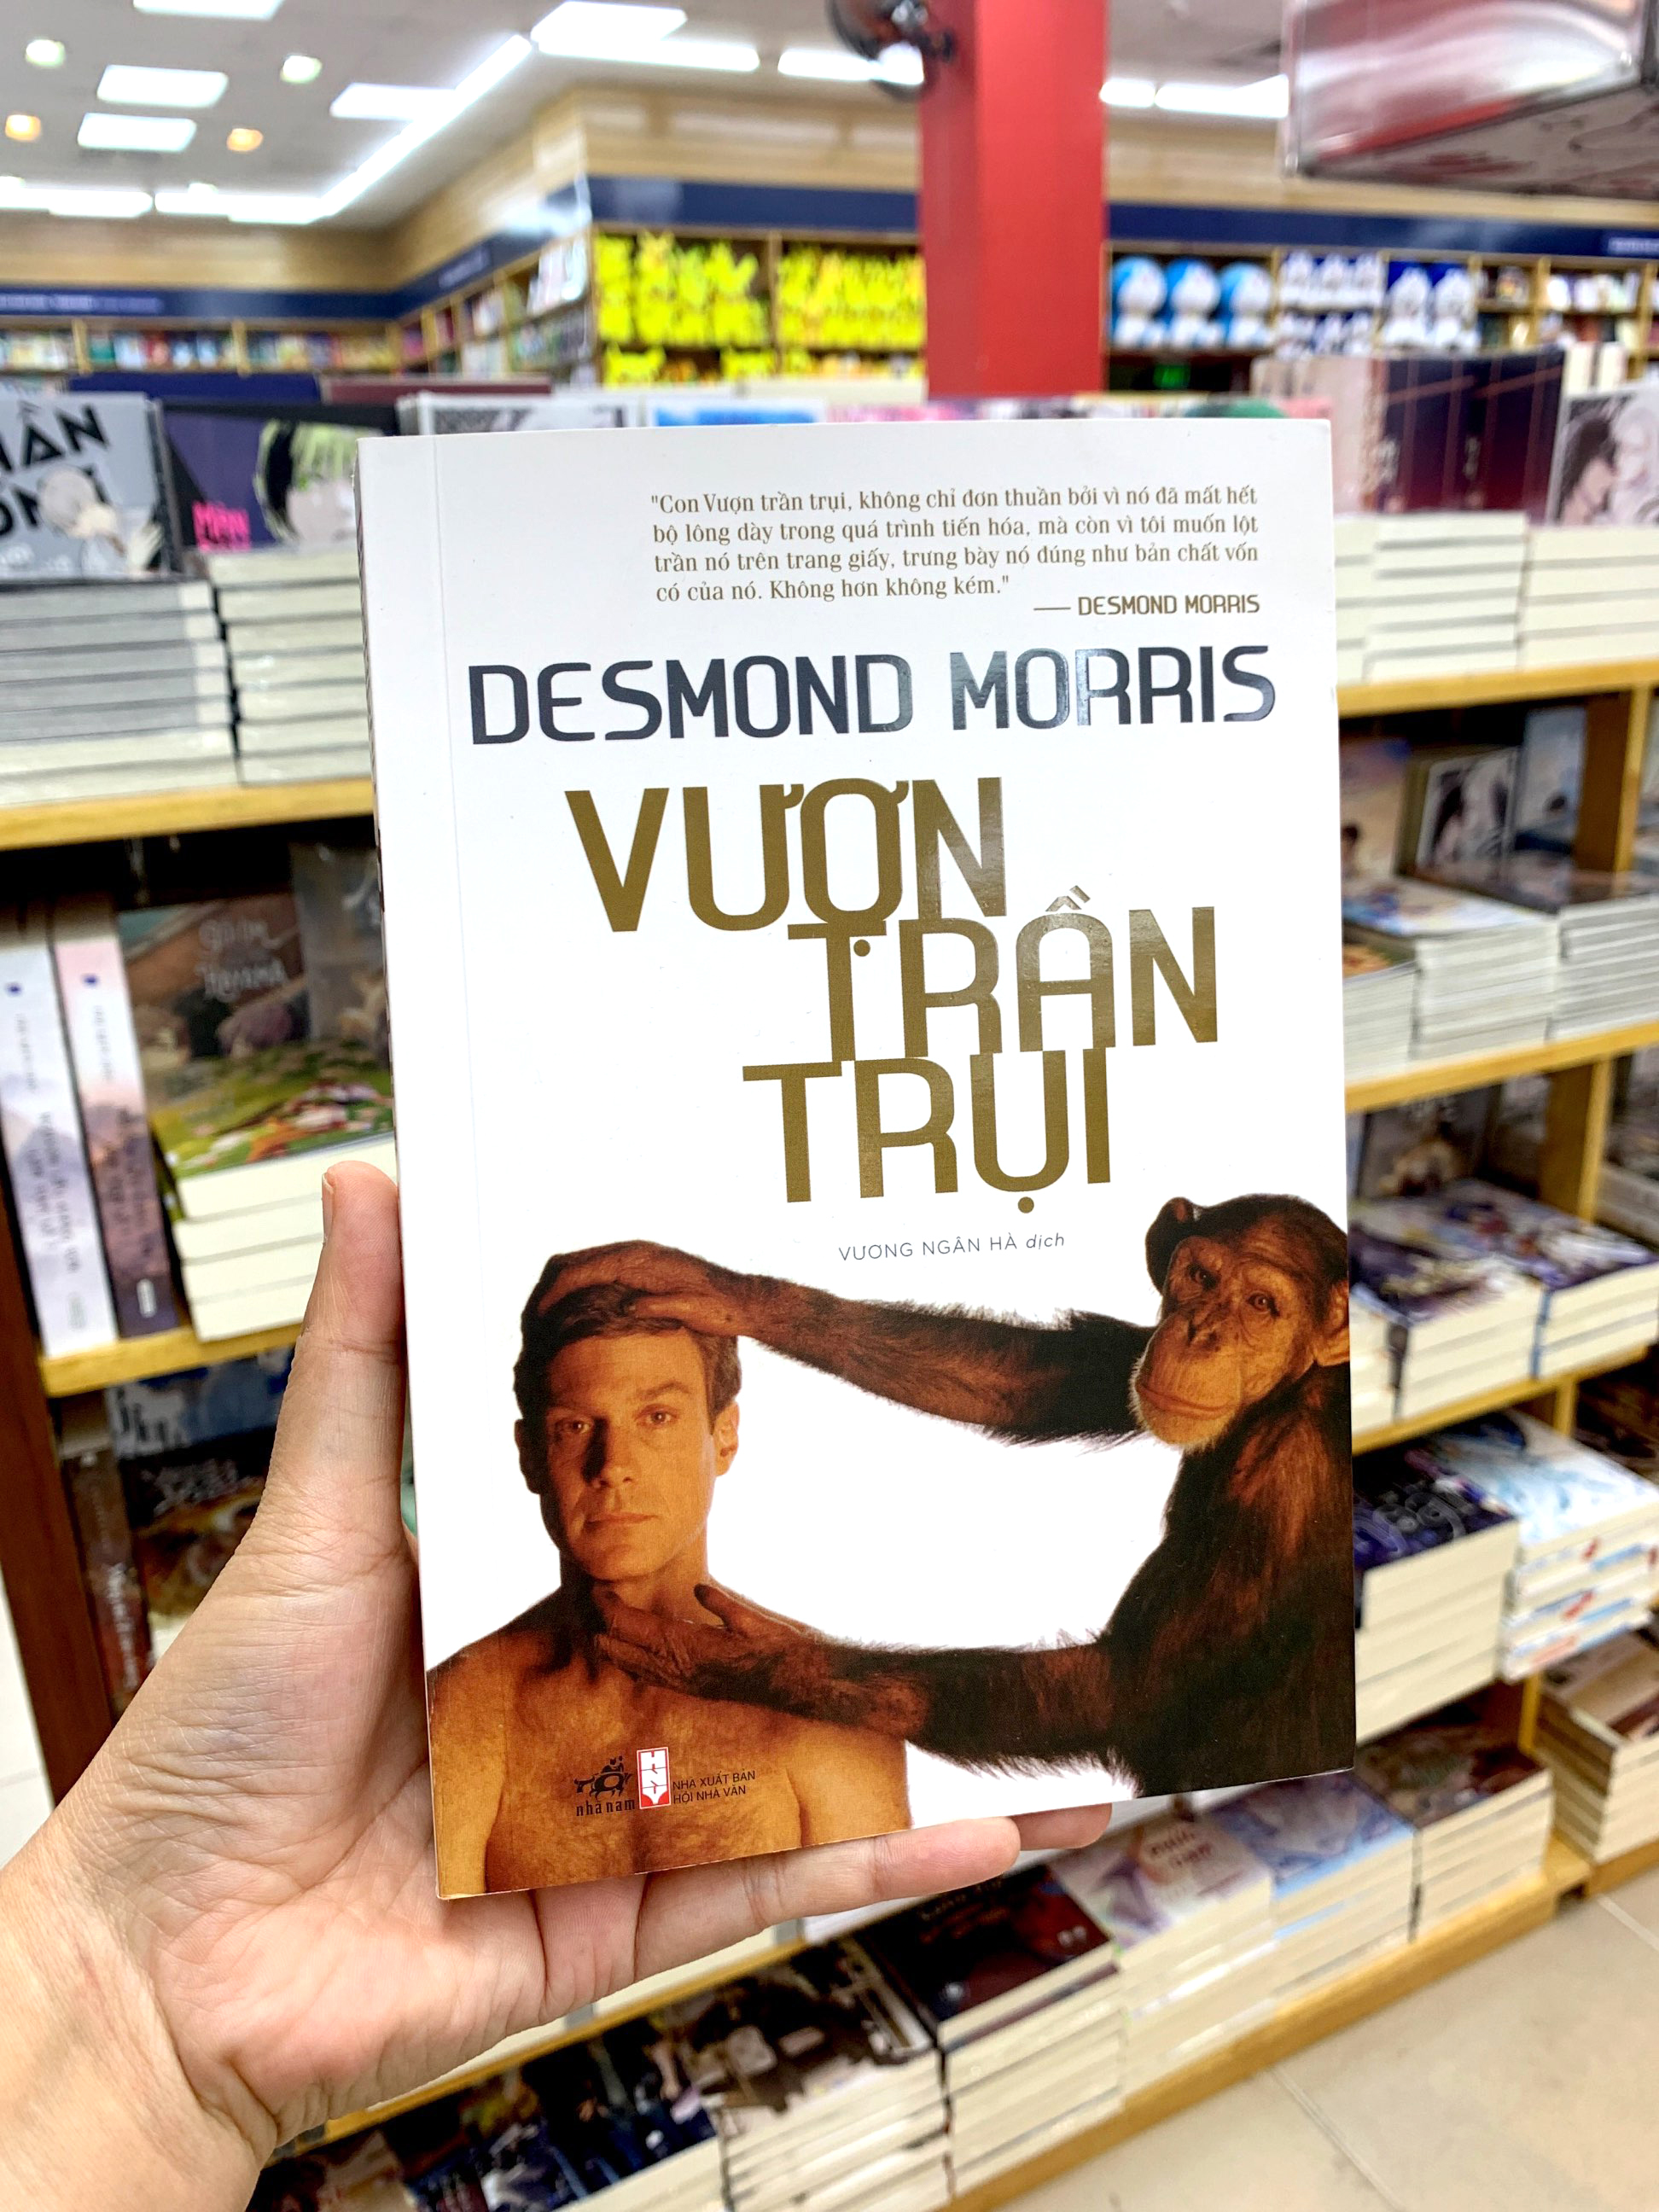 "Con Vượn trần trụi, không chỉ đơn thuần bởi vì nó đã mất hết
bộ lông dày trong quá trình tiến hóa, mà còn vì tôi muốn lột
trần nó trên trang giấy, trưng bày nó đúng như bản chất vốn
có của nó. Không hơn không kém."
— DESMOND MORRIS
DESMOND MORRIS
VƯỢN
TRẦN
TRỤI
VƯƠNG NGÂN HÀ dịch
nhã nam
NHÀ XUẤT BẢN
HỘI NHÀ VĂN